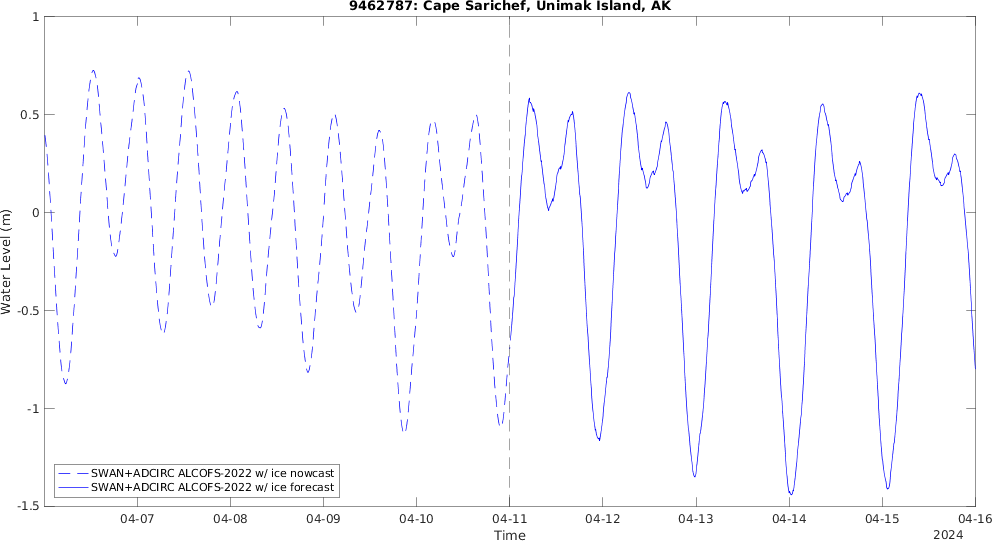 9462787: Cape Sarichef, Unimak Island, AK
1
0.5
0
-0.5
-1
-1.5
Water Level (m)
SWAN+ADCIRC ALCOFS-2022 w/ ice nowcast
SWAN+ADCIRC ALCOFS-2022 w/ ice forecast
04-07 04-08 04-09 04-10 04-11 04-12 04-13 04-14 04-15 04-16
Time
2024